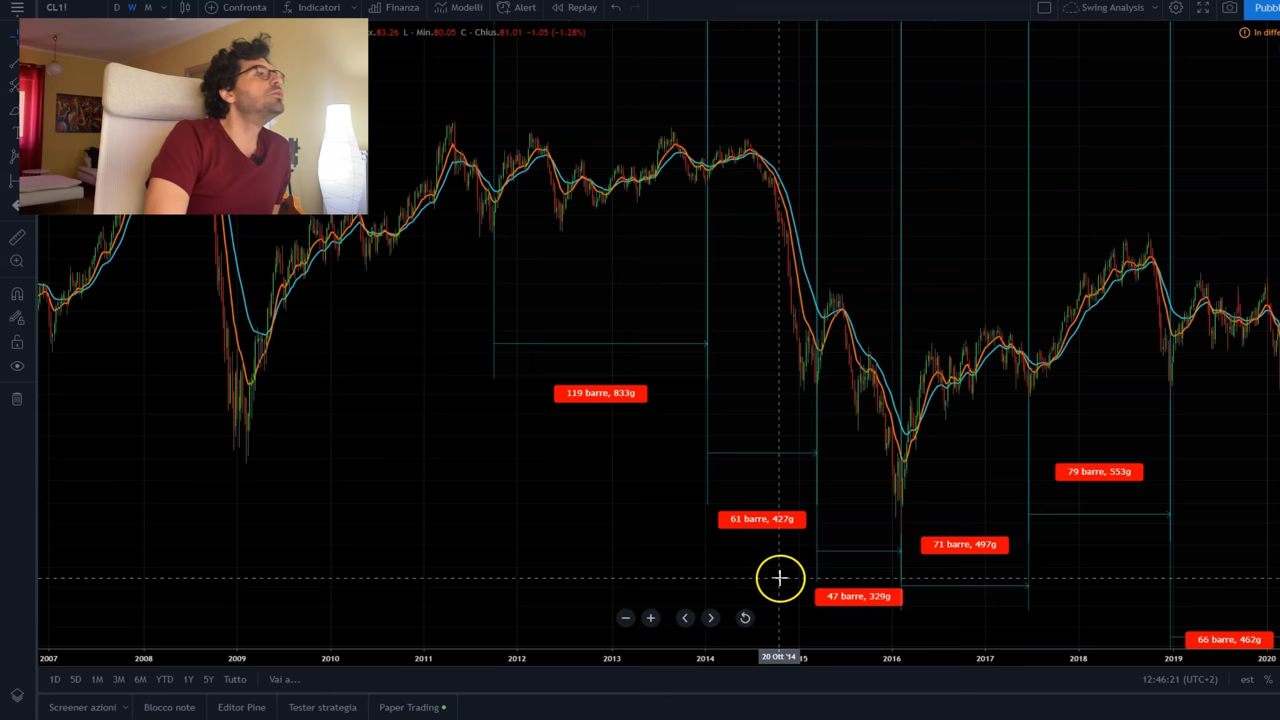 CL1! D W M Confronta Indicatori Finanza Modelli Alert Replay Swing Analysis Pubbl
x.83.26 L - Min.80.05 C - Chius.81.01 -1.05 (-1.28%) In diffe
119 barre, 833g
79 barre, 553g
61 barre, 427g
71 barre, 497g
47 barre, 329g
66 barre, 462g
2007 2008 2009 2010 2011 2012 2013 2014 20 Ott '14 15 2016 2017 2018 2019 2020
1D 5D 1M 3M 6M YTD 1Y 5Y Tutto Vai a... 12:46:21 (UTC+2) est %
Screener azioni Blocco note Editor Pine Tester strategia Paper Trading